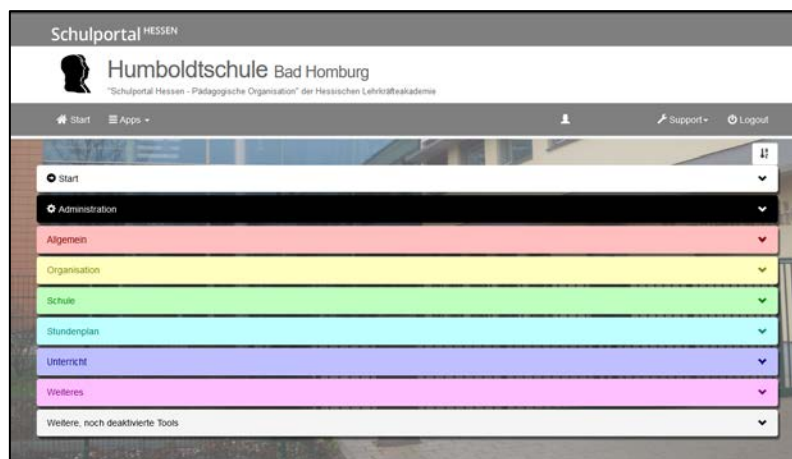 Schulportal HESSEN
Humboldtschule Bad Homburg
"Schulportal Hessen - Pädagogische Organisation" der Hessischen Lehrkräfteakademie
Start Apps Support Logout
Start
Administration
Allgemein
Organisation
Schule
Stundenplan
Unterricht
Weiteres
Weitere, noch deaktivierte Tools